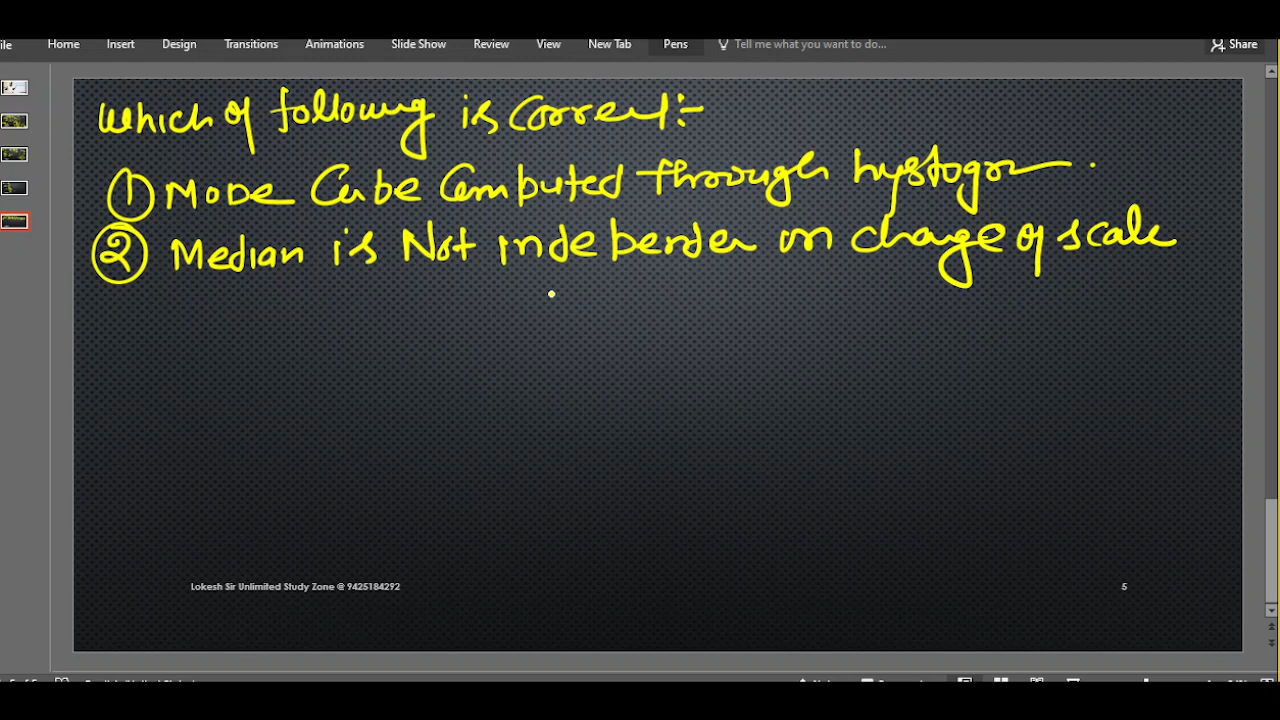 File Home Insert Design Transitions Animations Slide Show Review View New Tab Pens Tell me what you want to do... Share
Which of following is correct:-
① Mode Can be Computed through hystogram.
② Median is Not independen on change of scale
Lokesh Sir Unlimited Study Zone @ 9425184292 5